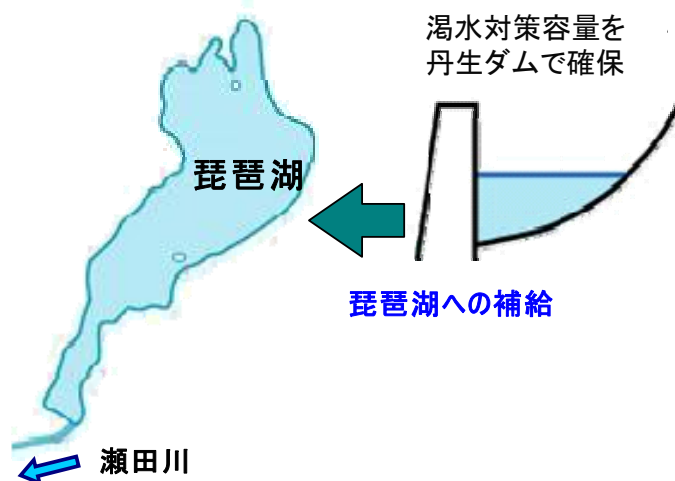 渇水対策容量を
丹生ダムで確保
琵琶湖
琵琶湖への補給
瀬田川